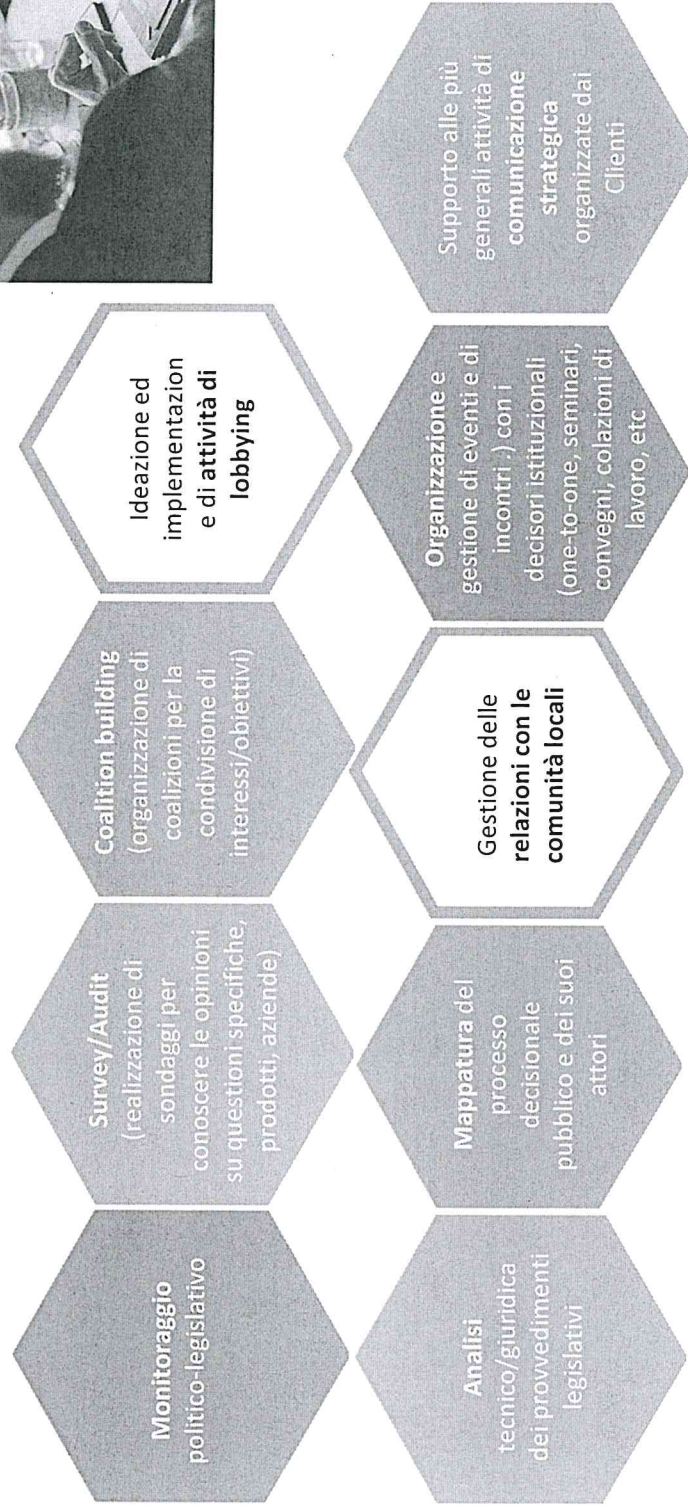 Monitoraggio
politico-legislativo
Survey/Audit
(realizzazione di
sondaggi per
conoscere le opinioni
su questioni specifiche,
prodotti, aziende)
Coalition building
(organizzazione di
coalizioni per la
condivisione di
interessi/obiettivi)
Ideazione ed
implementazion
e di attività di
lobbying
Analisi
tecnico/giuridica
dei provvedimenti
legislativi
Mappatura del
processo
decisionale
pubblico e dei suoi
attori
Gestione delle
relazioni con le
comunità locali
Organizzazione e
gestione di eventi e di
incontri .) con i
decisori istituzionali
(one-to-one, seminari,
convegni, colazioni di
lavoro, etc
Supporto alle più
generali attività di
comunicazione
strategica
organizzate dai
Clienti